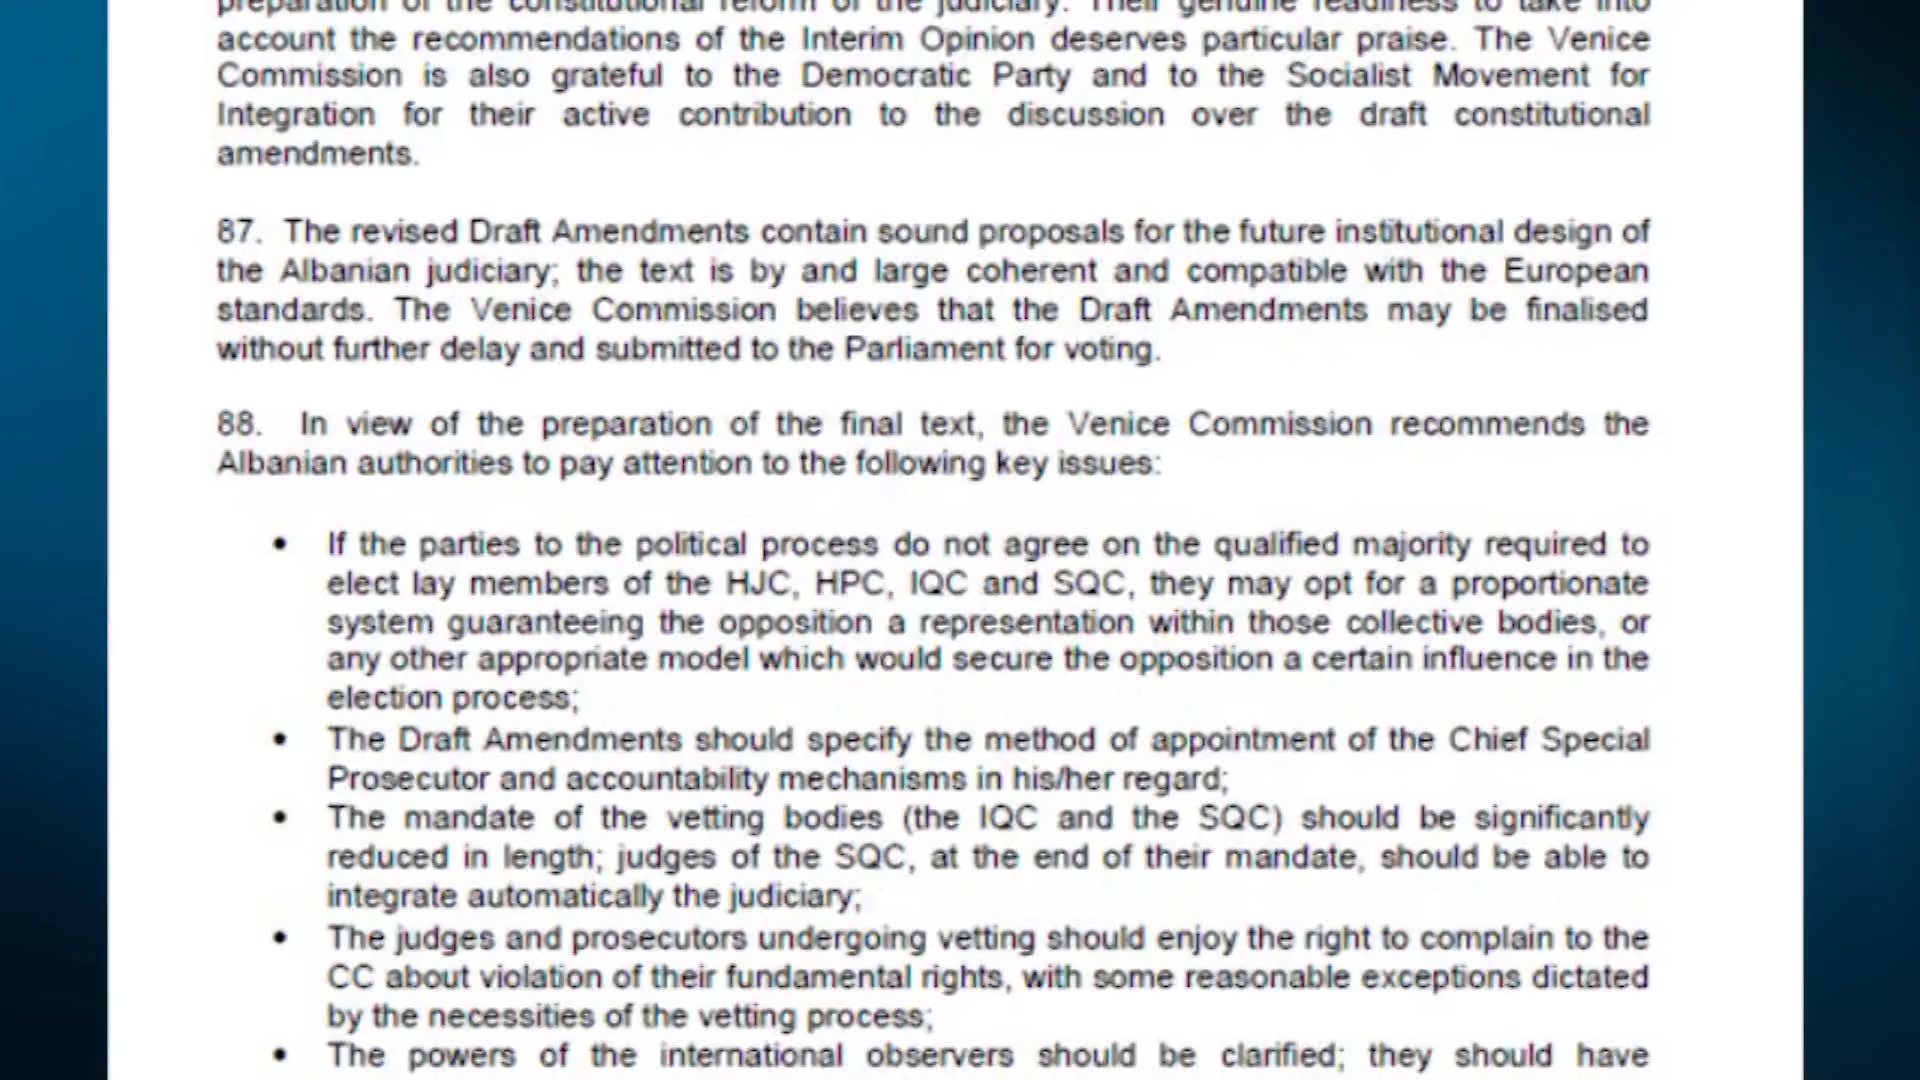 preparation of the constitutional reform of the judiciary. Their genuine readiness to take into
account the recommendations of the Interim Opinion deserves particular praise. The Venice
Commission is also grateful to the Democratic Party and to the Socialist Movement for
Integration for their active contribution to the discussion over the draft constitutional
amendments.
87. The revised Draft Amendments contain sound proposals for the future institutional design of
the Albanian judiciary; the text is by and large coherent and compatible with the European
standards. The Venice Commission believes that the Draft Amendments may be finalised
without further delay and submitted to the Parliament for voting.
88. In view of the preparation of the final text, the Venice Commission recommends the
Albanian authorities to pay attention to the following key issues:
• If the parties to the political process do not agree on the qualified majority required to
elect lay members of the HJC, HPC, IQC and SQC, they may opt for a proportionate
system guaranteeing the opposition a representation within those collective bodies, or
any other appropriate model which would secure the opposition a certain influence in the
election process;
• The Draft Amendments should specify the method of appointment of the Chief Special
Prosecutor and accountability mechanisms in his/her regard;
• The mandate of the vetting bodies (the IQC and the SQC) should be significantly
reduced in length; judges of the SQC, at the end of their mandate, should be able to
integrate automatically the judiciary;
• The judges and prosecutors undergoing vetting should enjoy the right to complain to the
CC about violation of their fundamental rights, with some reasonable exceptions dictated
by the necessities of the vetting process;
• The powers of the international observers should be clarified; they should have